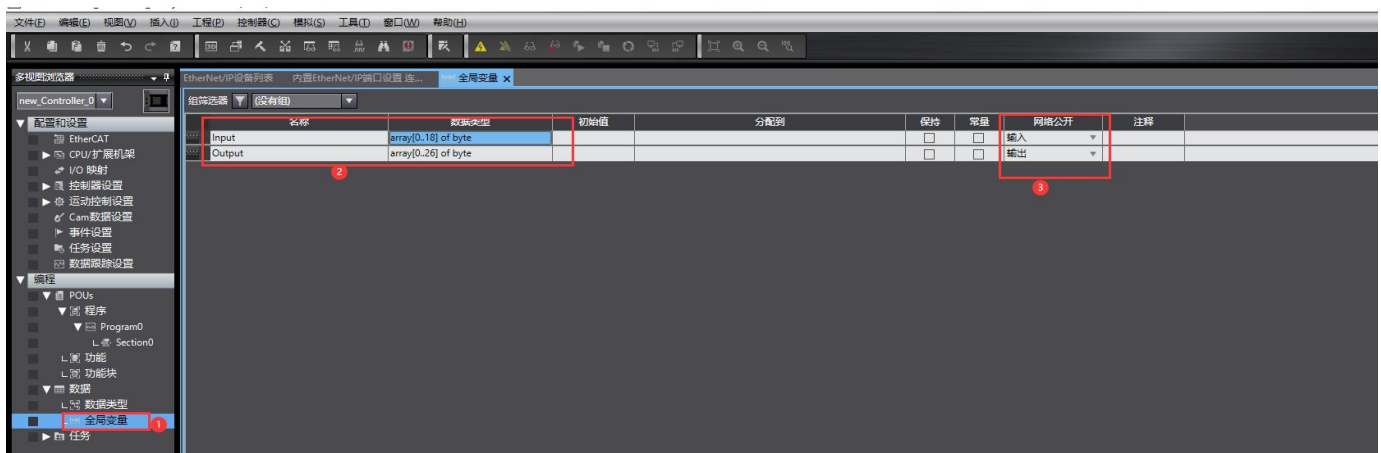 文件(F) 编辑(E) 视图(V) 插入(I) 工程(P) 控制器(C) 模拟(S) 工具(T) 窗口(W) 帮助(H)
多视图浏览器
EtherNet/IP设备列表 内置EtherNet/IP端口设置 连... 全局变量 x
new_Controller_0
组筛选器 (没有组)
配置和设置
名称 数据类型 初始值 分配到 保持 常量 网络公开 注释
EtherCAT
Input array[0..18] of byte 输入
CPU/扩展机架
Output array[0..26] of byte 输出
I/O 映射
2
控制器设置
3
运动控制设置
Cam数据设置
事件设置
任务设置
数据跟踪设置
编程
POUs
程序
Program0
Section0
功能
功能块
数据
数据类型
全局变量 1
任务